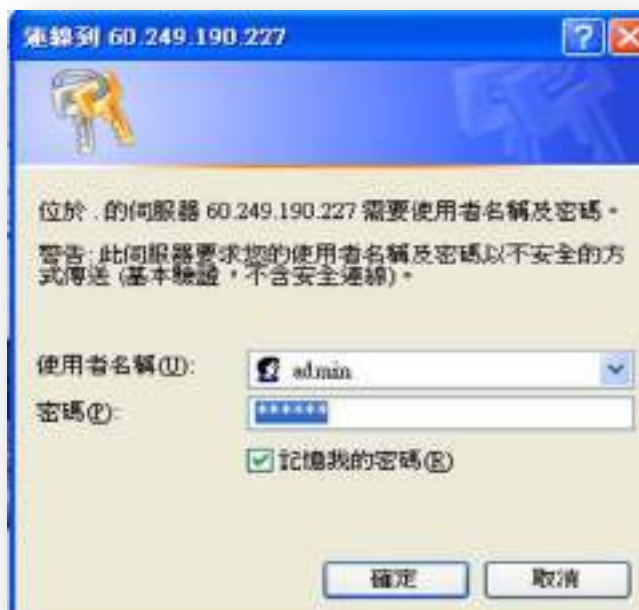 連線到 60.249.190.227
位於 . 的伺服器 60.249.190.227 需要使用者名稱及密碼。
警告: 此伺服器要求您的使用者名稱及密碼以不安全的方
式傳送 (基本驗證，不含安全連線)。
使用者名稱(U): admin
密碼(P): ******
記憶我的密碼(R)
確定 取消